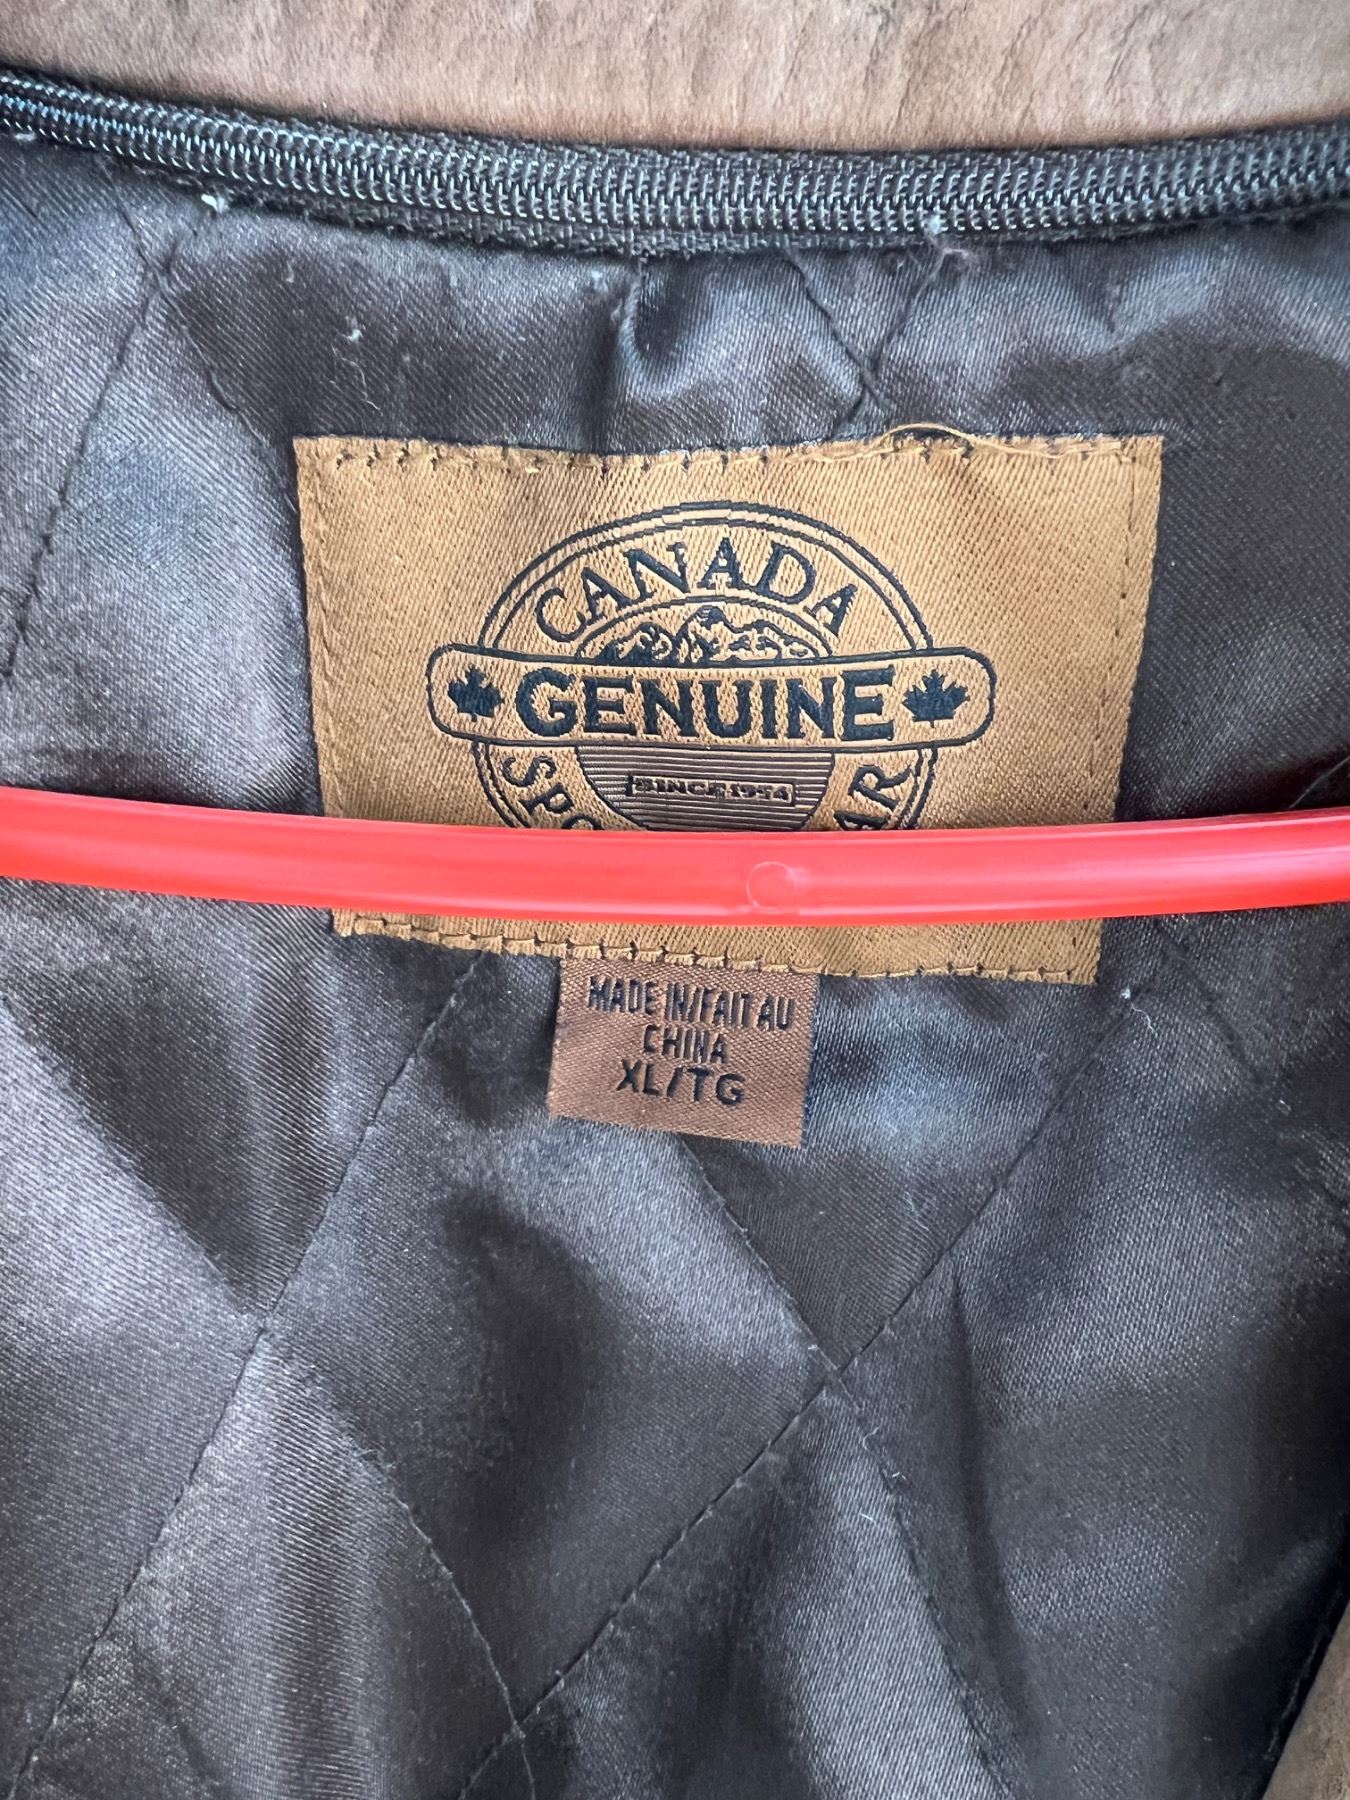 CANADA
GENUINE
SINCE 1954
MADE IN/FAIT AU
CHINA
XL/TG